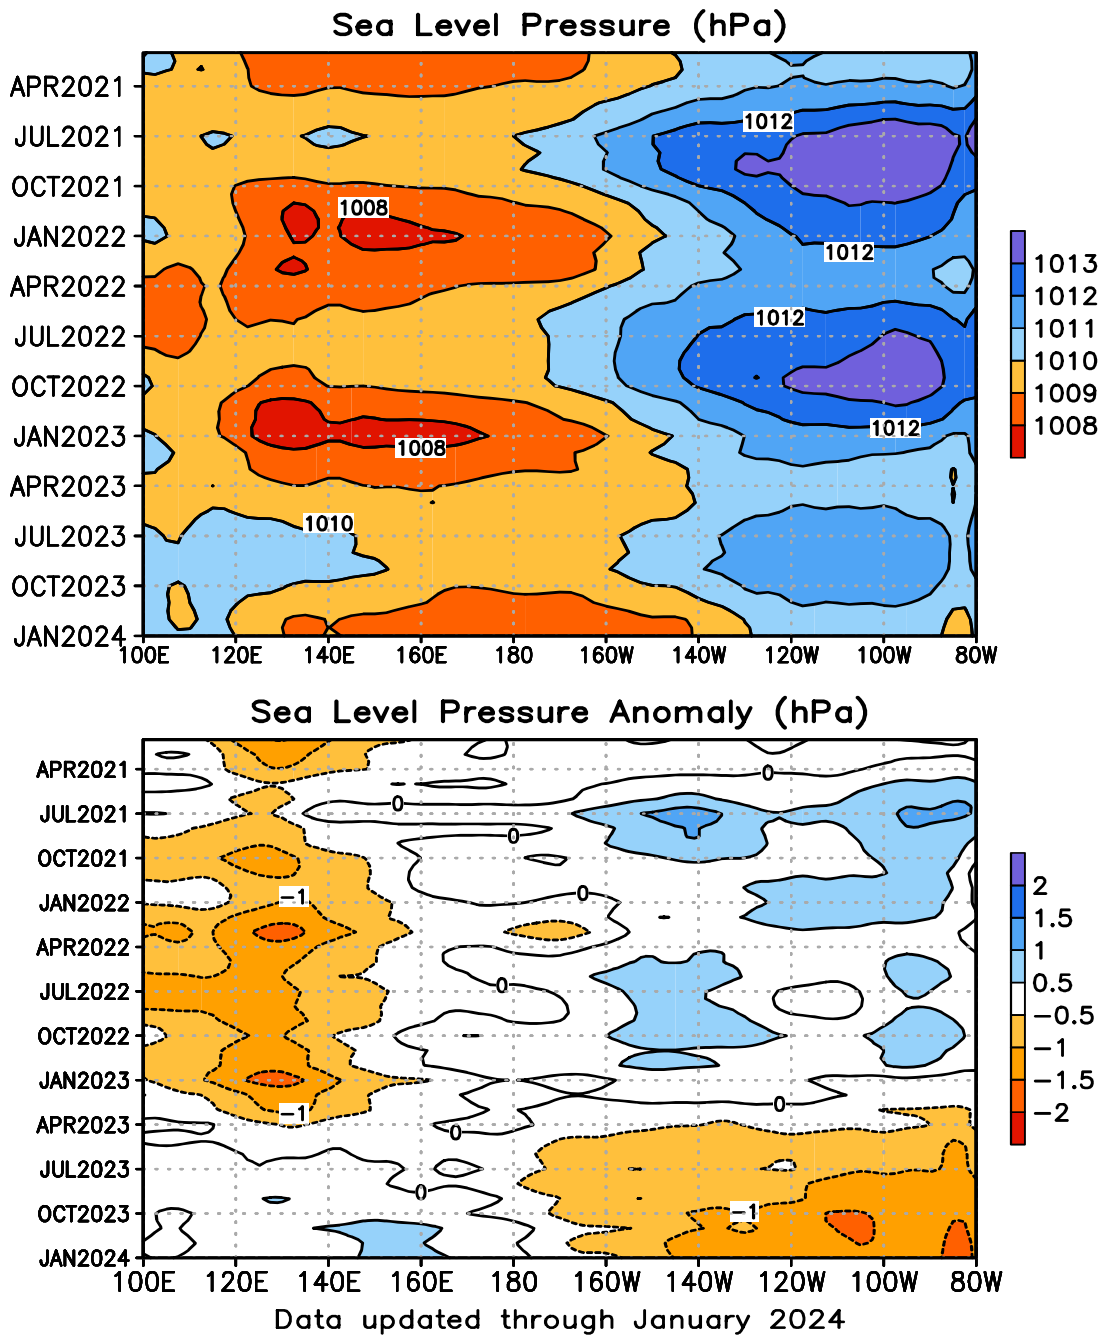 Sea Level Pressure (hPa)
APR2021
JUL2021
OCT2021
JAN2022
APR2022
JUL2022
OCT2022
JAN2023
APR2023
JUL2023
OCT2023
JAN2024
1012
1008
1012
1012
1012
1008
1010
100E 120E 140E 160E 180 160W 140W 120W 100W 80W
1013
1012
1011
1010
1009
1008
Sea Level Pressure Anomaly (hPa)
APR2021
JUL2021
OCT2021
JAN2022
APR2022
JUL2022
OCT2022
JAN2023
APR2023
JUL2023
OCT2023
JAN2024
0
0
0
-1
0
0
0
-1
0
0
-1
100E 120E 140E 160E 180 160W 140W 120W 100W 80W
2
1.5
1
0.5
-0.5
-1
-1.5
-2
Data updated through January 2024